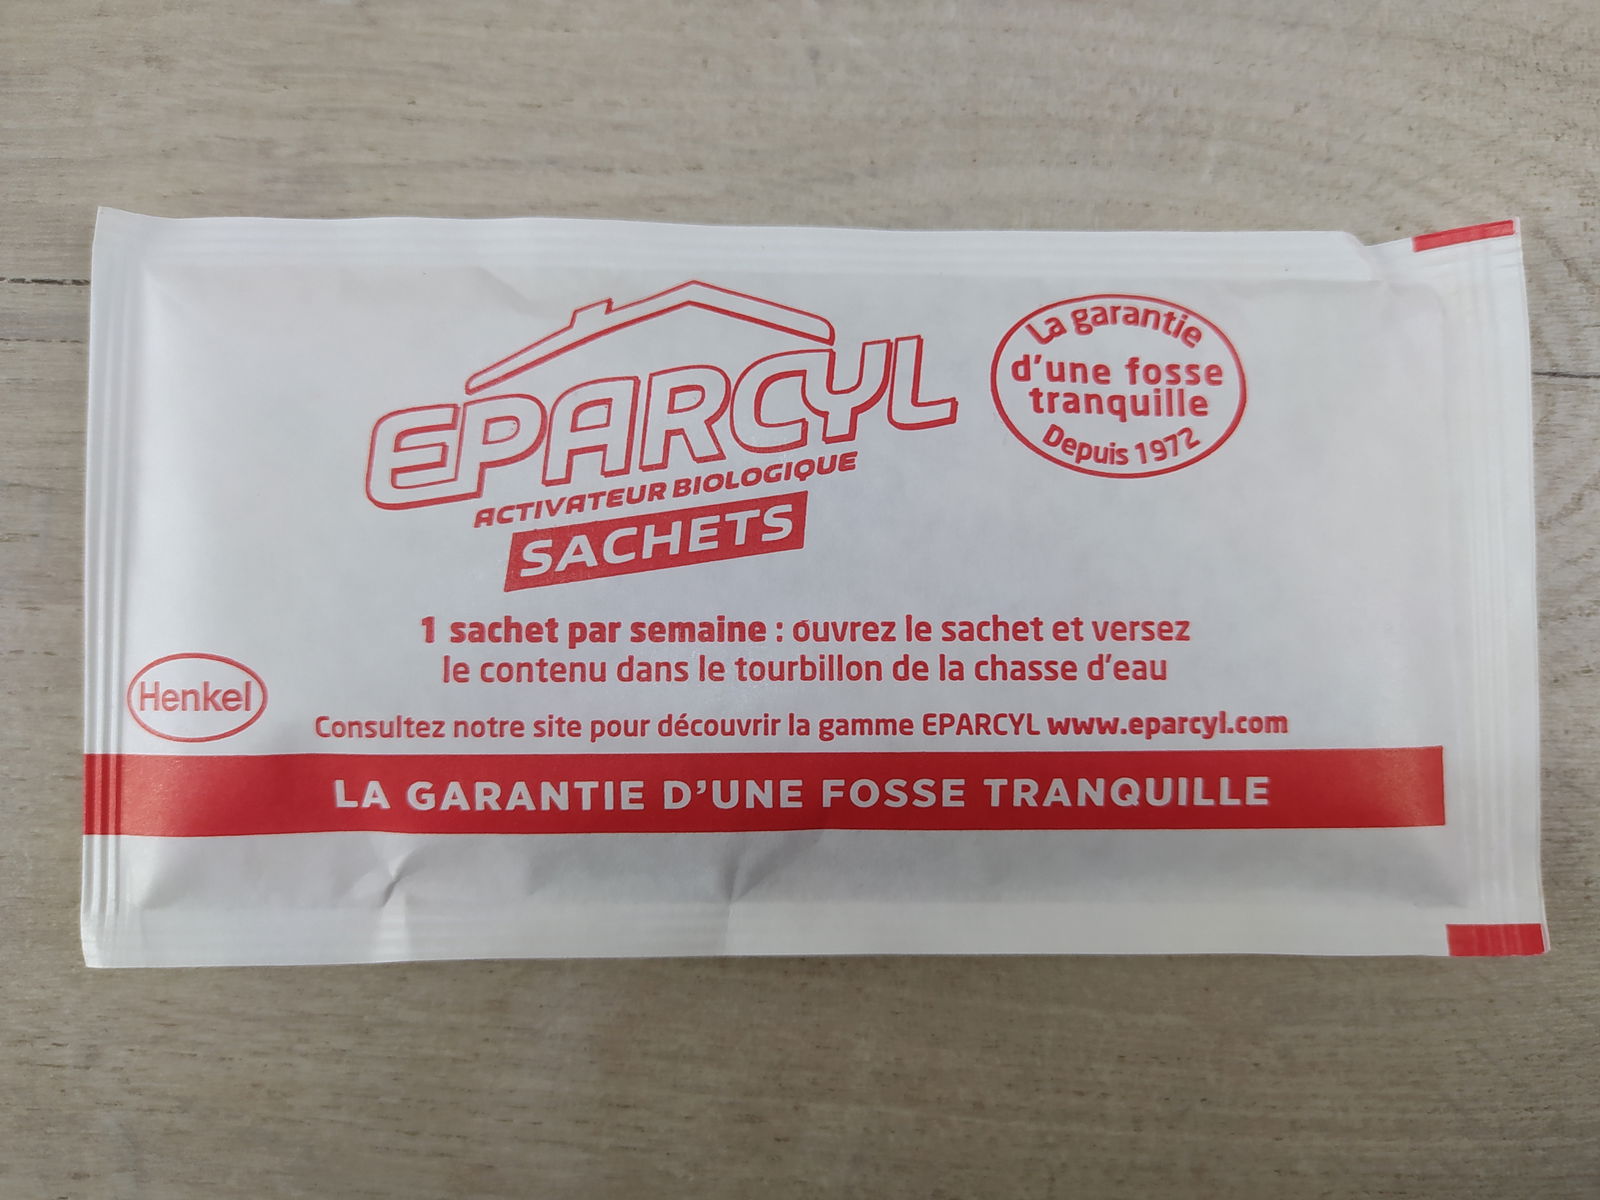 EPARCYL
ACTIVATEUR BIOLOGIQUE
SACHETS
La garantie
d'une fosse
tranquille
Depuis 1972
1 sachet par semaine : ouvrez le sachet et versez
le contenu dans le tourbillon de la chasse d'eau
Henkel
Consultez notre site pour découvrir la gamme EPARCYL www.eparcyl.com
LA GARANTIE D'UNE FOSSE TRANQUILLE